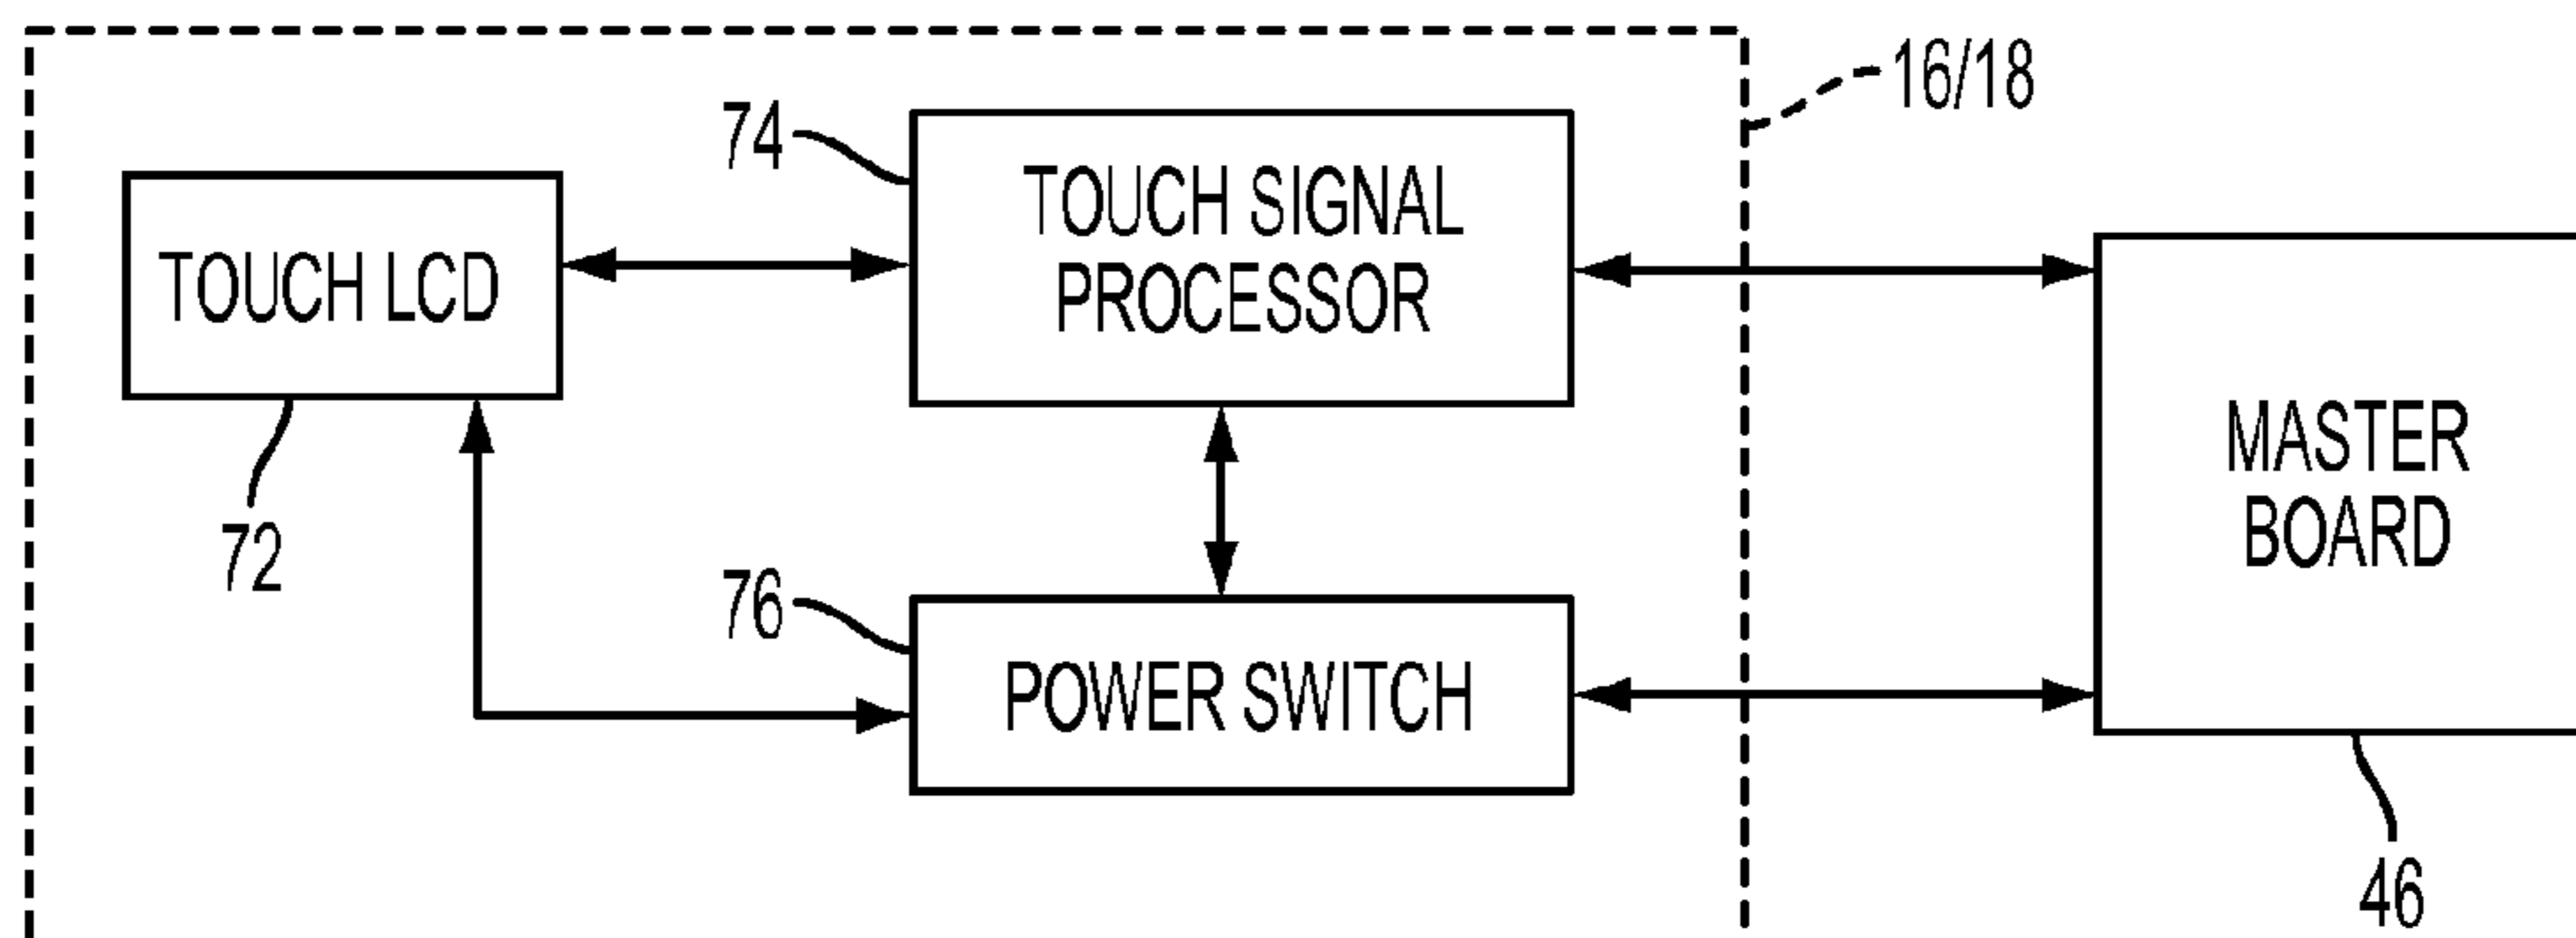 16/18
74
TOUCH SIGNAL
PROCESSOR
TOUCH LCD
72
76
POWER SWITCH
MASTER
BOARD
46